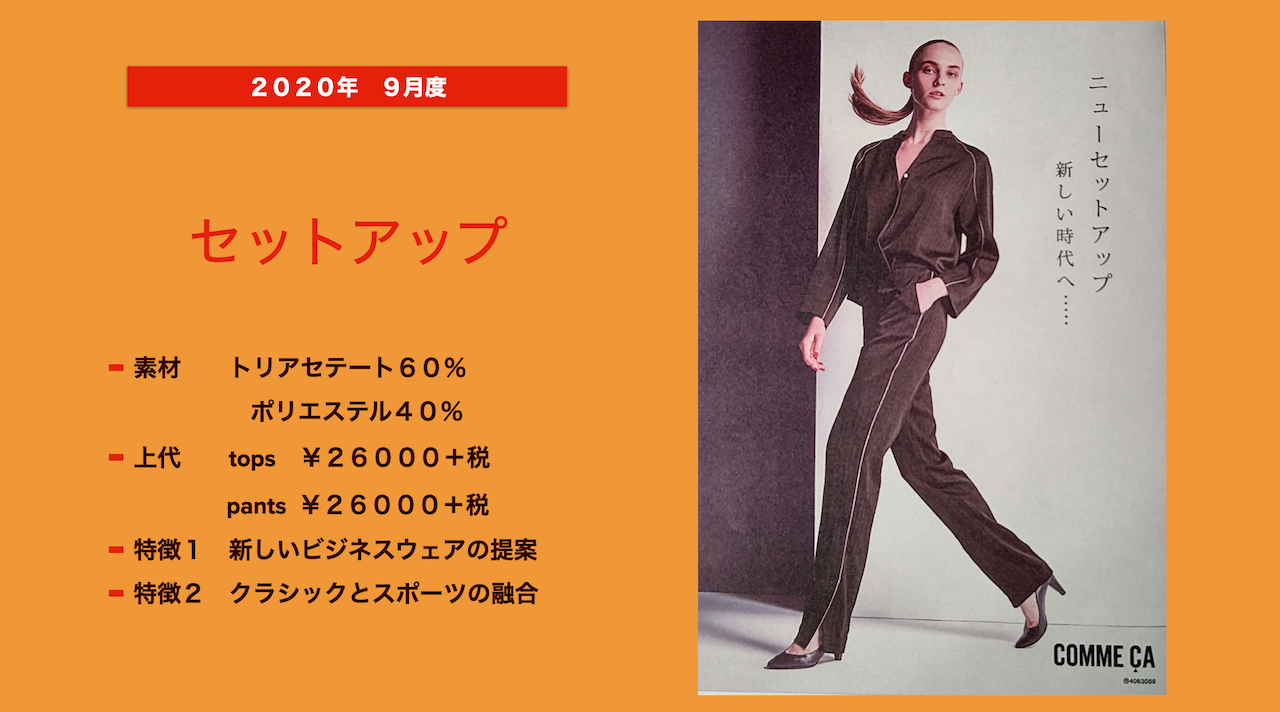 ２０２０年　９月度
セットアップ
素材　　トリアセテート６０％
ポリエステル４０％
上代　　tops　￥２６０００＋税
pants ￥２６０００＋税
特徴１　新しいビジネスウェアの提案
特徴２　クラシックとスポーツの融合
ニューセットアップ
新しい時代へ……
COMME ÇA